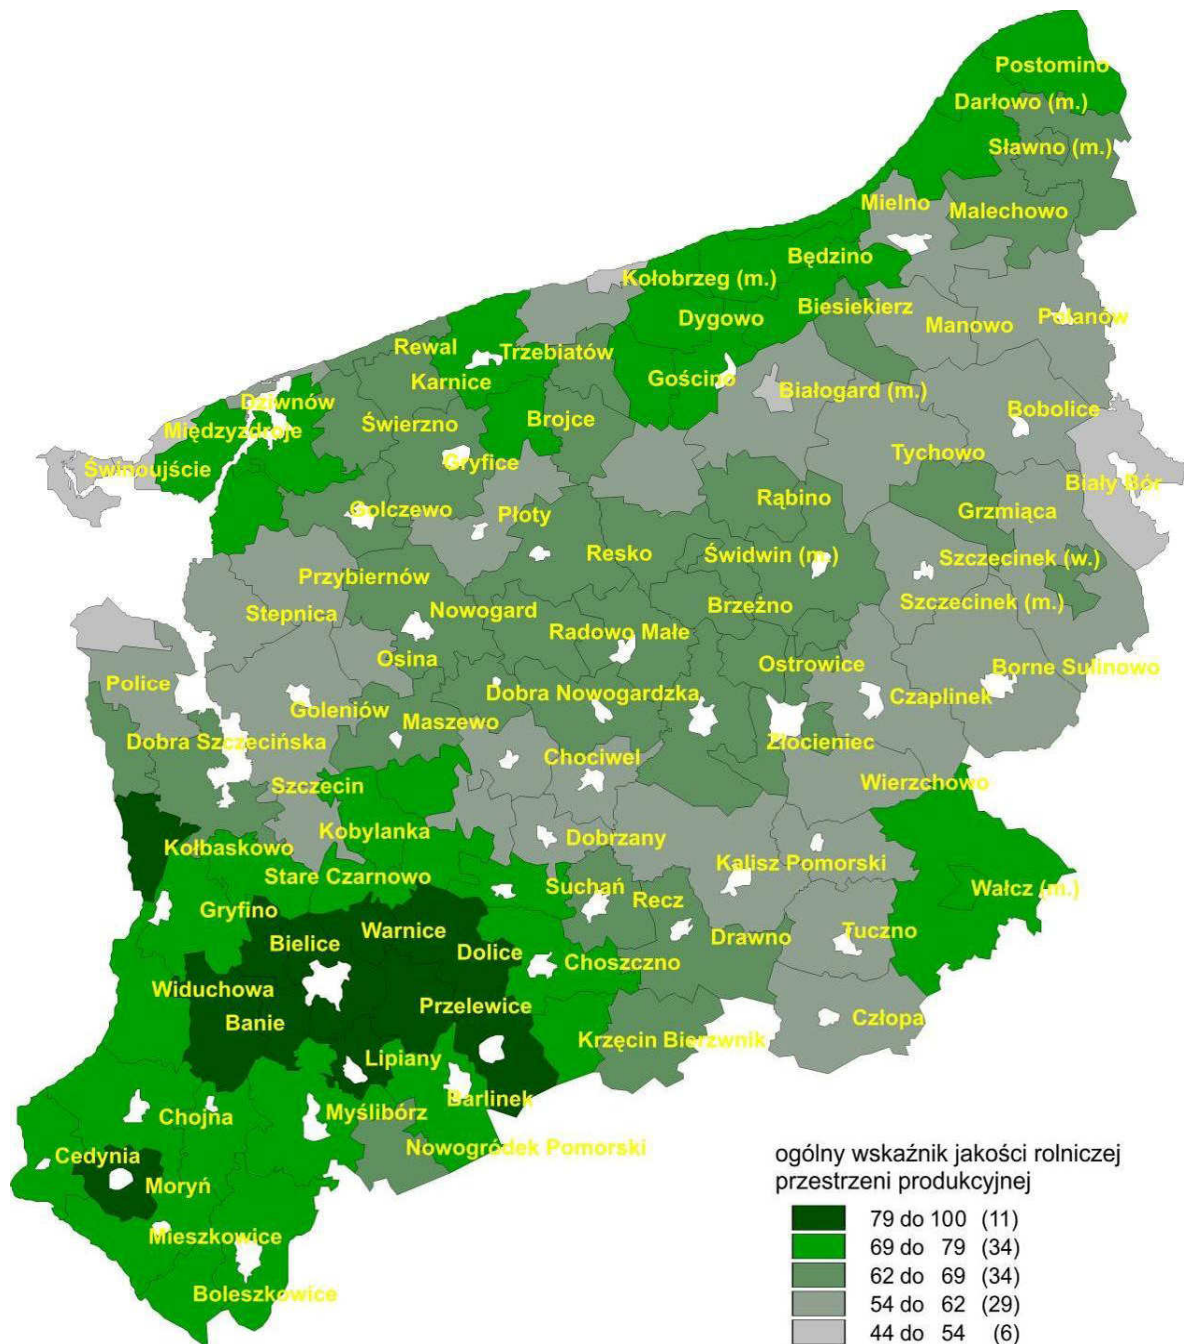 Postomino
Darłowo (m.)
Sławno (m.)
Mielno
Malechowo
Będzino
Kołobrzeg (m.)
Biesiekierz
Polanów
Dygowo
Manowo
Rewal
Trzebiatów
Karnice
Gościno
Białogard (m.)
Dziwnów
Bobolice
Świerzno
Brojce
Międzyzdroje
Tychowo
Gryfice
Świnoujście
Biały Bór
Rąbino
Golczewo
Płoty
Grzmiąca
Resko
Świdwin (m.)
Szczecinek (w.)
Przybiernów
Szczecinek (m.)
Stepnica
Nowogard
Brzeżno
Radowo Małe
Osina
Ostrowice
Borne Sulinowo
Police
Dobra Nowogardzka
Czaplinek
Goleniów
Maszewo
Dobra Szczecińska
Złocieniec
Chociwel
Szczecin
Wierzchowo
Kobylanka
Dobrzany
Kołbaskowo
Kalisz Pomorski
Stare Czarnowo
Suchań
Wałcz (m.)
Recz
Gryfino
Warnice
Tuczno
Drawno
Bielice
Dolice
Choszczno
Widuchowa
Przelewice
Banie
Człopa
Krzęcin Bierzwnik
Lipiany
Barlinek
Myślibórz
Chojna
Nowogródek Pomorski
Cedynia
Moryń
Mieszkowice
Boleszkowice
ogólny wskaźnik jakości rolniczej
przestrzeni produkcyjnej
79 do 100 (11)
69 do 79 (34)
62 do 69 (34)
54 do 62 (29)
44 do 54 (6)